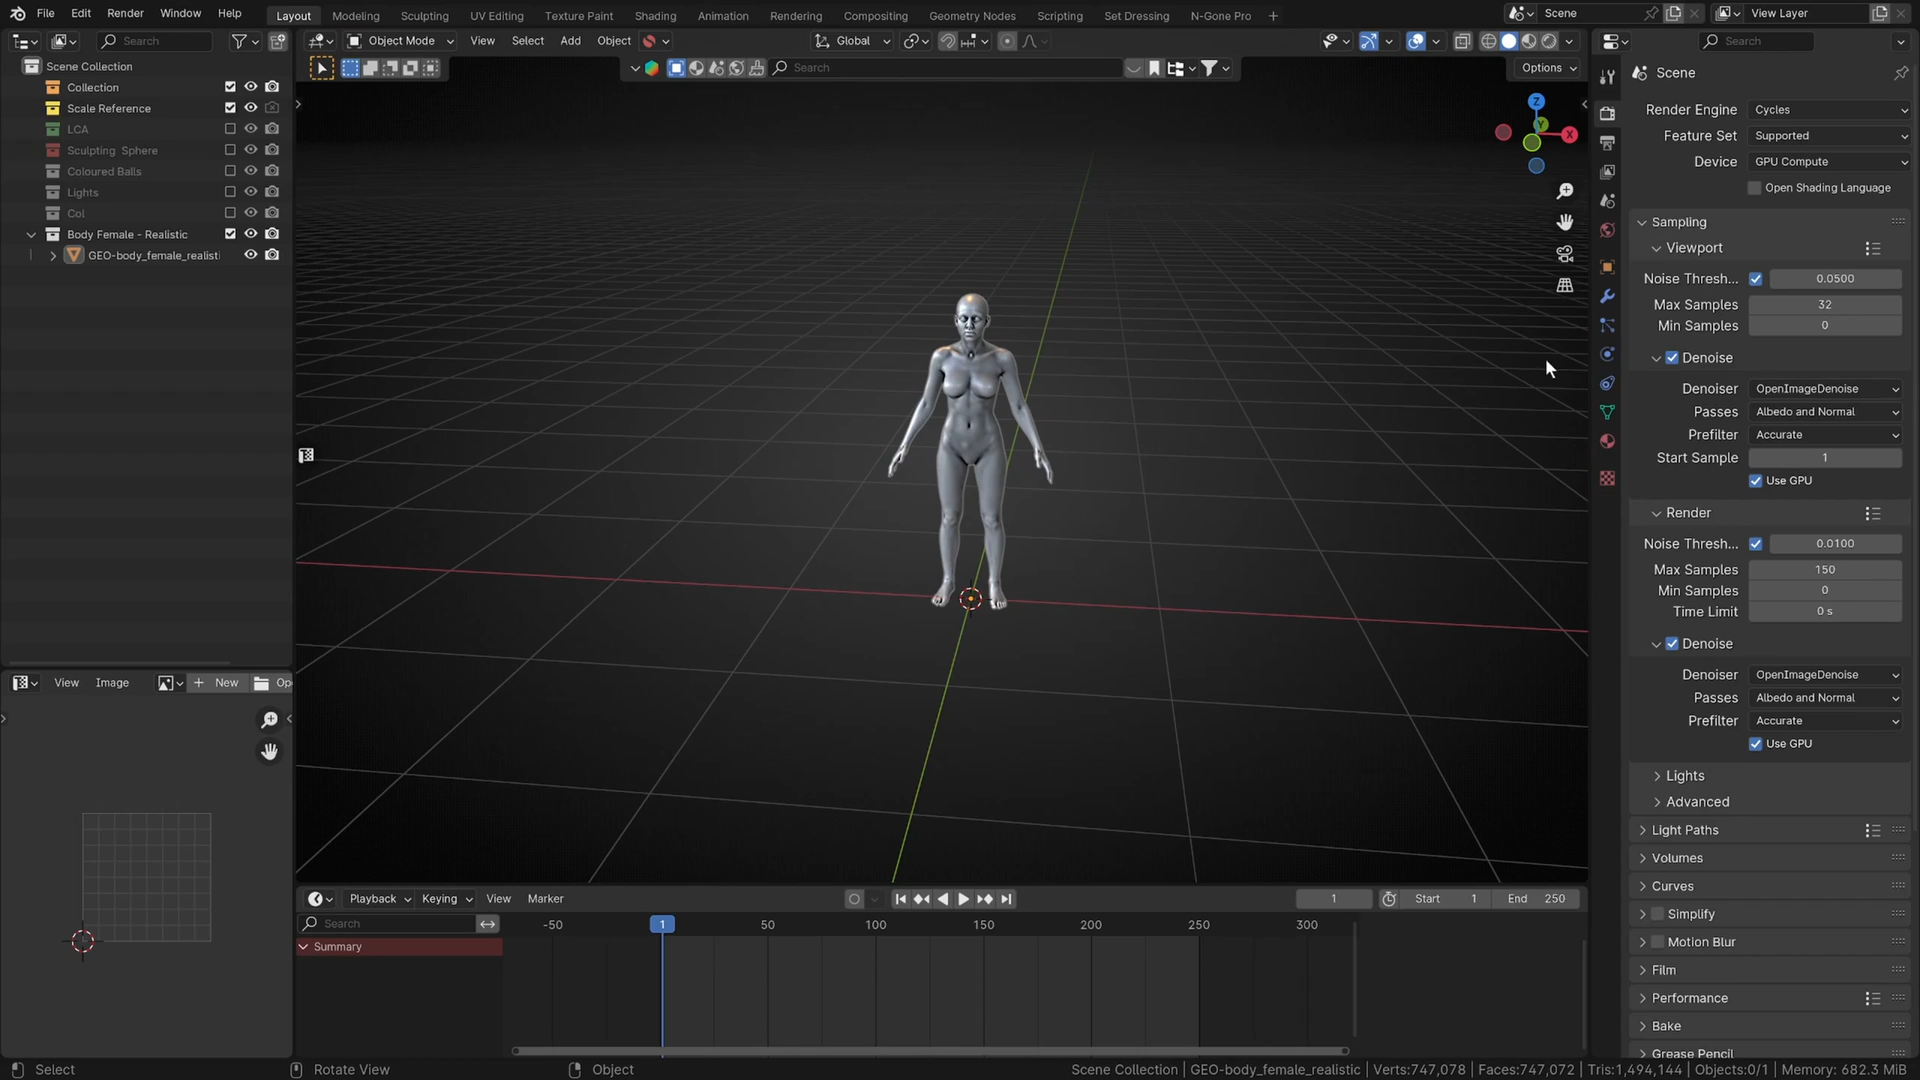 File Edit Render Window Help Layout Modeling Sculpting UV Editing Texture Paint Shading Animation Rendering Compositing Geometry Nodes Scripting Set Dressing N-Gone Pro + Scene View Layer
Search Object Mode View Select Add Object Global Search
Search Options
Scene Collection
Collection
Scale Reference
LCA
Sculpting Sphere
Coloured Balls
Lights
Col
Body Female - Realistic
GEO-body_female_realisti
Z
Y
X
Scene
Render Engine Cycles
Feature Set Supported
Device GPU Compute
Open Shading Language
Sampling
Viewport
Noise Thresh... 0.0500
Max Samples 32
Min Samples 0
Denoise
Denoiser OpenImageDenoise
Passes Albedo and Normal
Prefilter Accurate
Start Sample 1
Use GPU
Render
Noise Thresh... 0.0100
Max Samples 150
Min Samples 0
Time Limit 0 s
Denoise
Denoiser OpenImageDenoise
Passes Albedo and Normal
Prefilter Accurate
Use GPU
Lights
Advanced
Light Paths
Volumes
Curves
Simplify
Motion Blur
Film
Performance
Bake
Grease Pencil
View Image + New Op
Playback Keying View Marker 1 Start 1 End 250
Search -50 1 50 100 150 200 250 300
Summary
Select Rotate View Object Scene Collection | GEO-body_female_realistic | Verts:747,078 | Faces:747,072 | Tris:1,494,144 | Objects:0/1 | Memory: 682.3 MiB